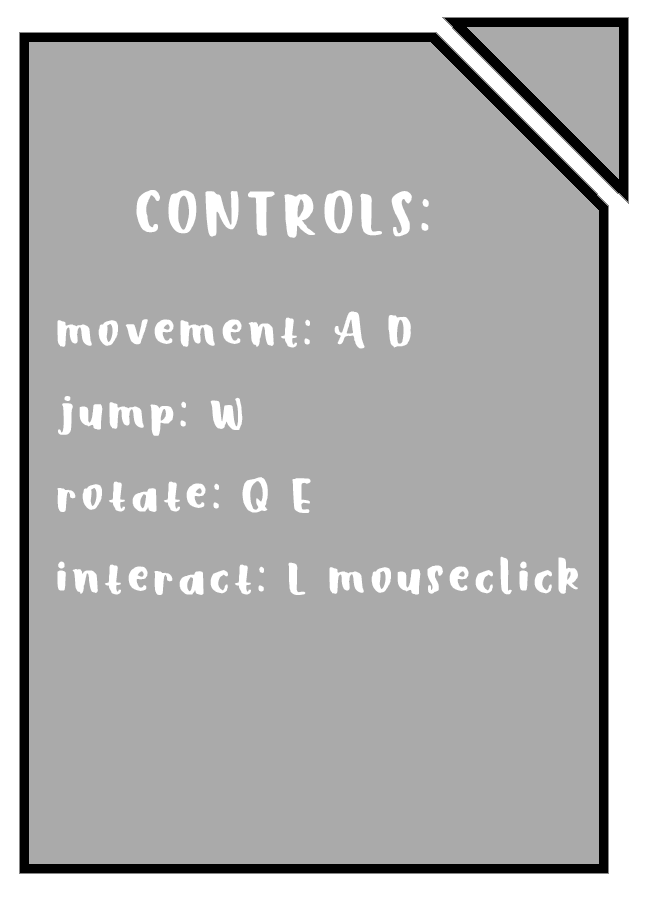 CONTROLS:
movement: A D
jump: W
rotate: Q E
interact: L mouseclick